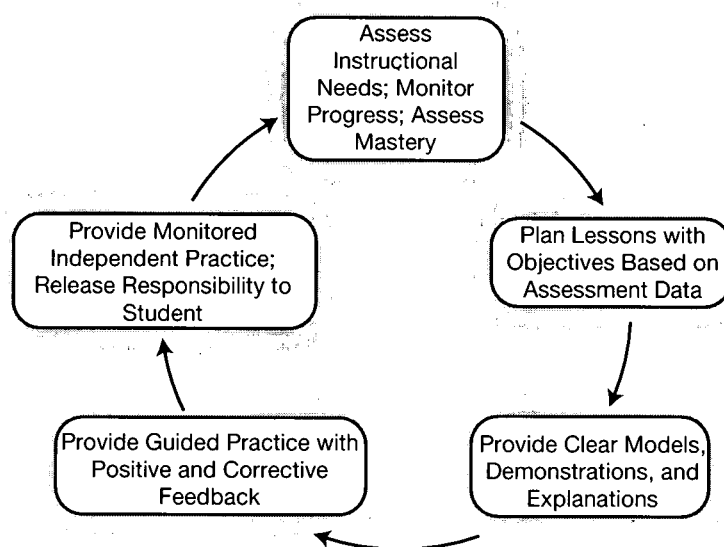 Assess
Instructional
Needs; Monitor
Progress; Assess
Mastery
Plan Lessons with
Objectives Based on
Assessment Data
Provide Clear Models,
Demonstrations, and
Explanations
Provide Guided Practice with
Positive and Corrective
Feedback
Provide Monitored
Independent Practice;
Release Responsibility to
Student